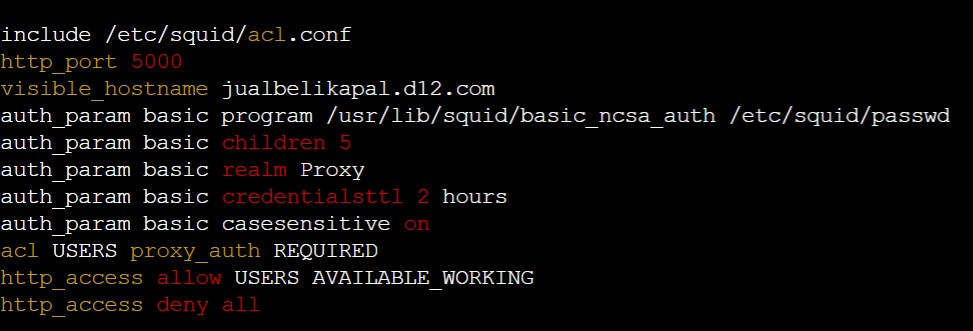 include /etc/squid/acl.conf
http_port 5000
visible_hostname jualbelikapal.d12.com
auth_param basic program /usr/lib/squid/basic_ncsa_auth /etc/squid/passwd
auth_param basic children 5
auth_param basic realm Proxy
auth_param basic credentialsttl 2 hours
auth_param basic casesensitive on
acl USERS proxy_auth REQUIRED
http_access allow USERS AVAILABLE_WORKING
http_access deny all